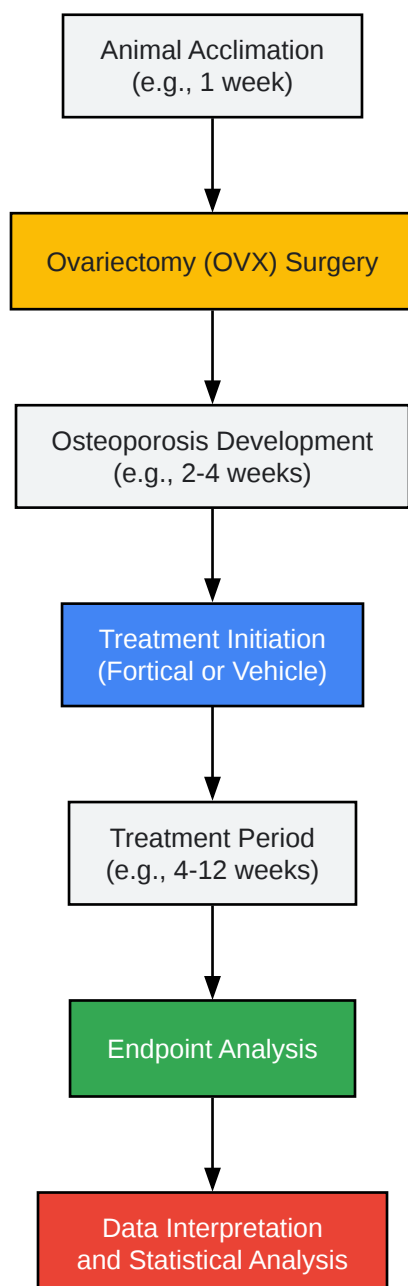 Animal Acclimation
(e.g., 1 week)
Ovariectomy (OVX) Surgery
Osteoporosis Development
(e.g., 2-4 weeks)
Treatment Initiation
(Fortical or Vehicle)
Treatment Period
(e.g., 4-12 weeks)
Endpoint Analysis
Data Interpretation
and Statistical Analysis